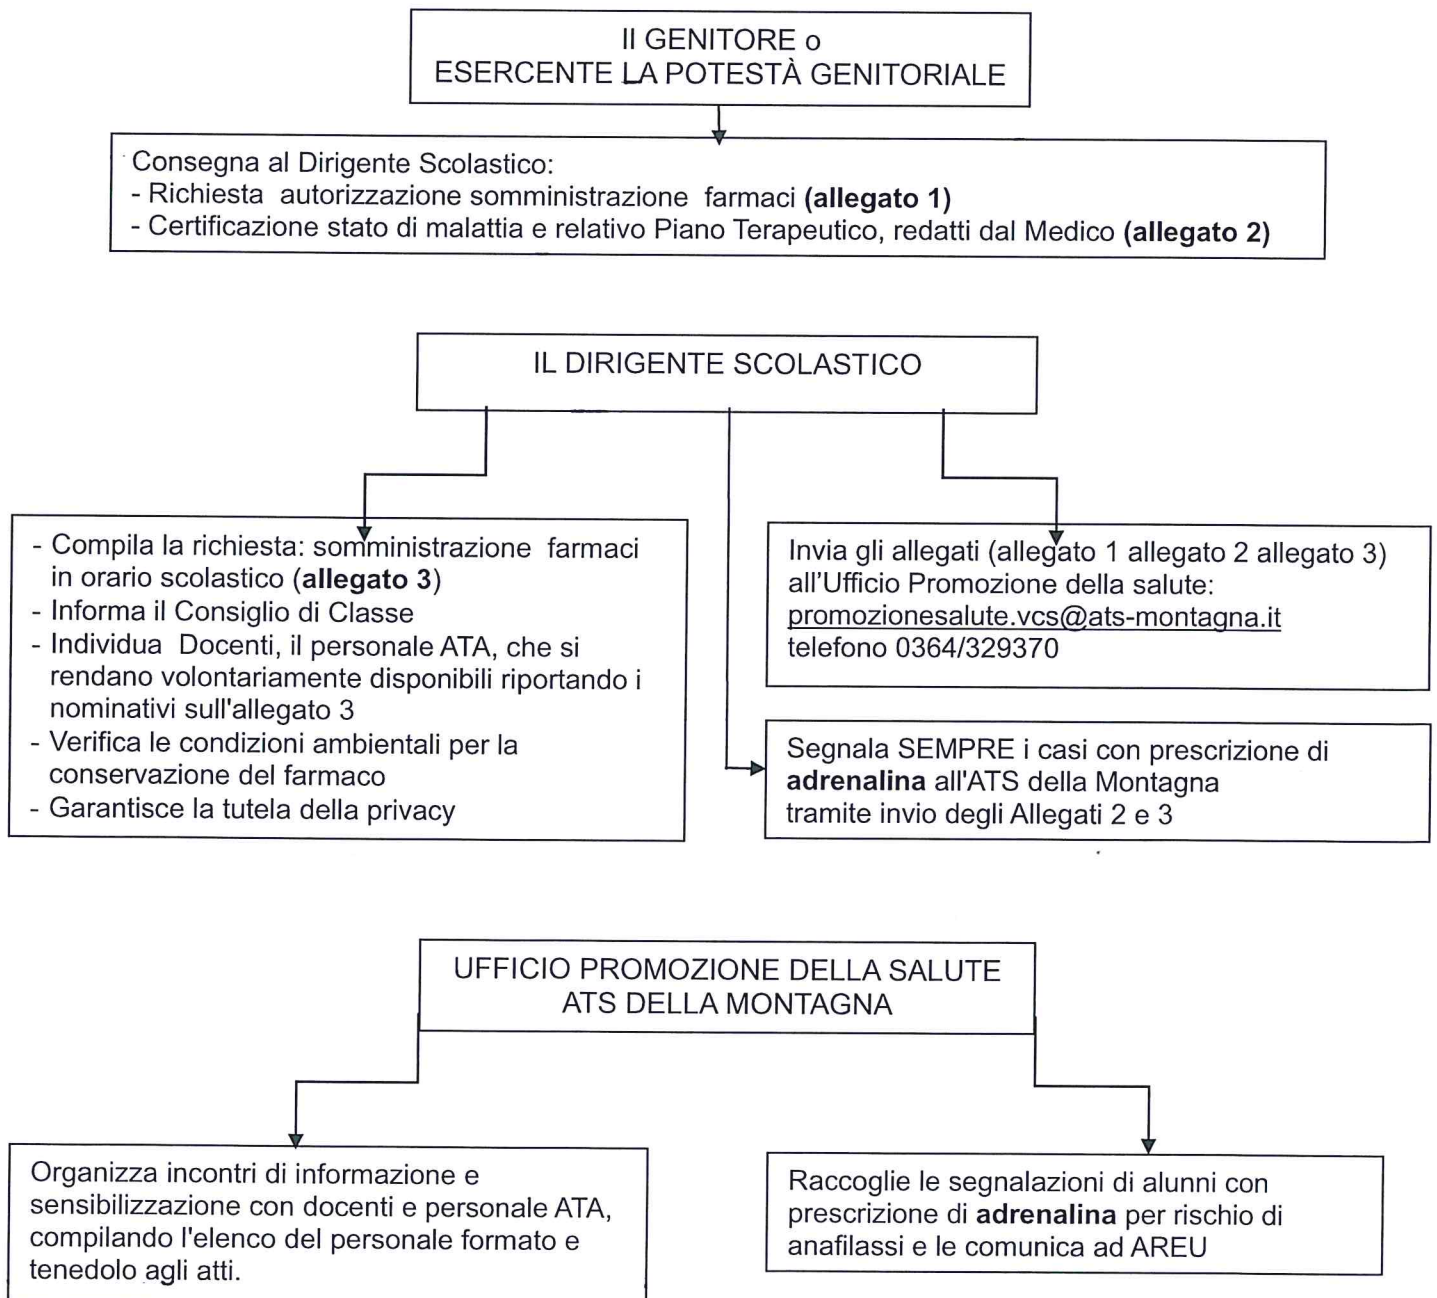 Il GENITORE o
ESERCENTE LA POTESTÀ GENITORIALE
Consegna al Dirigente Scolastico:
- Richiesta autorizzazione somministrazione farmaci (allegato 1)
- Certificazione stato di malattia e relativo Piano Terapeutico, redatti dal Medico (allegato 2)
IL DIRIGENTE SCOLASTICO
- Compila la richiesta: somministrazione farmaci
in orario scolastico (allegato 3)
- Informa il Consiglio di Classe
- Individua Docenti, il personale ATA, che si
rendano volontariamente disponibili riportando i
nominativi sull'allegato 3
- Verifica le condizioni ambientali per la
conservazione del farmaco
- Garantisce la tutela della privacy
Invia gli allegati (allegato 1 allegato 2 allegato 3)
all'Ufficio Promozione della salute:
promozionesalute.vcs@ats-montagna.it
telefono 0364/329370
Segnala SEMPRE i casi con prescrizione di
adrenalina all'ATS della Montagna
tramite invio degli Allegati 2 e 3
UFFICIO PROMOZIONE DELLA SALUTE
ATS DELLA MONTAGNA
Organizza incontri di informazione e
sensibilizzazione con docenti e personale ATA,
compilando l'elenco del personale formato e
tenedolo agli atti.
Raccoglie le segnalazioni di alunni con
prescrizione di adrenalina per rischio di
anafilassi e le comunica ad AREU